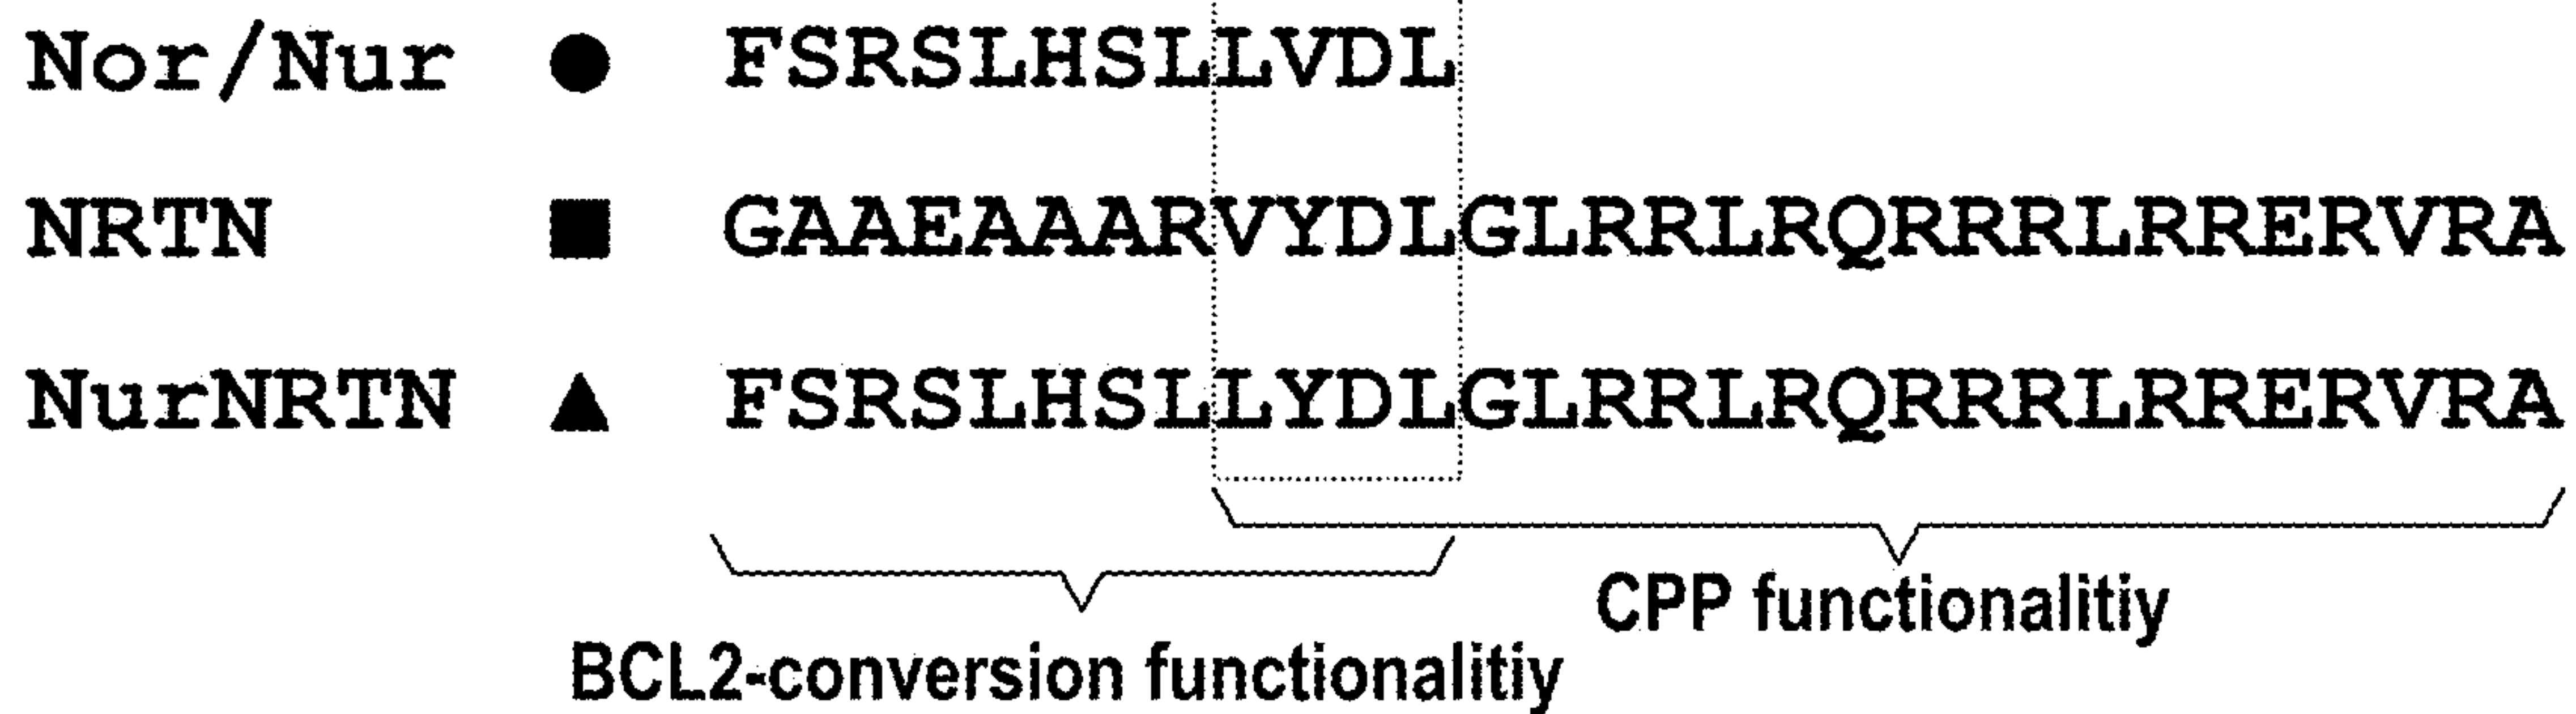 Nor/Nur ● FSRSLHSLLVDL
NRTN ■ GAAEAAARVYDLGLRRLRQRRRLRRERVRA
NurNRTN ▲ FSRSLHSLLYDLGLRRLRQRRRLRRERVRA
CPP functionalitiy
BCL2-conversion functionalitiy